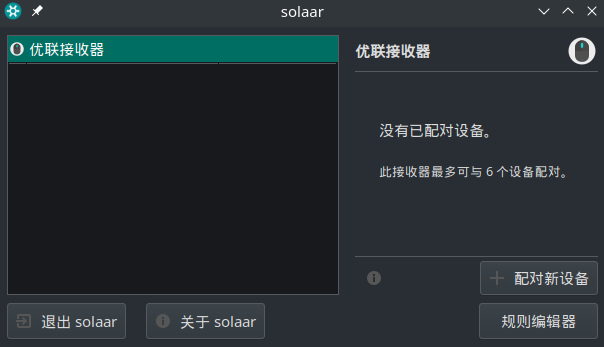 solaar
优联接收器
优联接收器
没有已配对设备。
此接收器最多可与 6 个设备配对。
配对新设备
退出 solaar
关于 solaar
规则编辑器